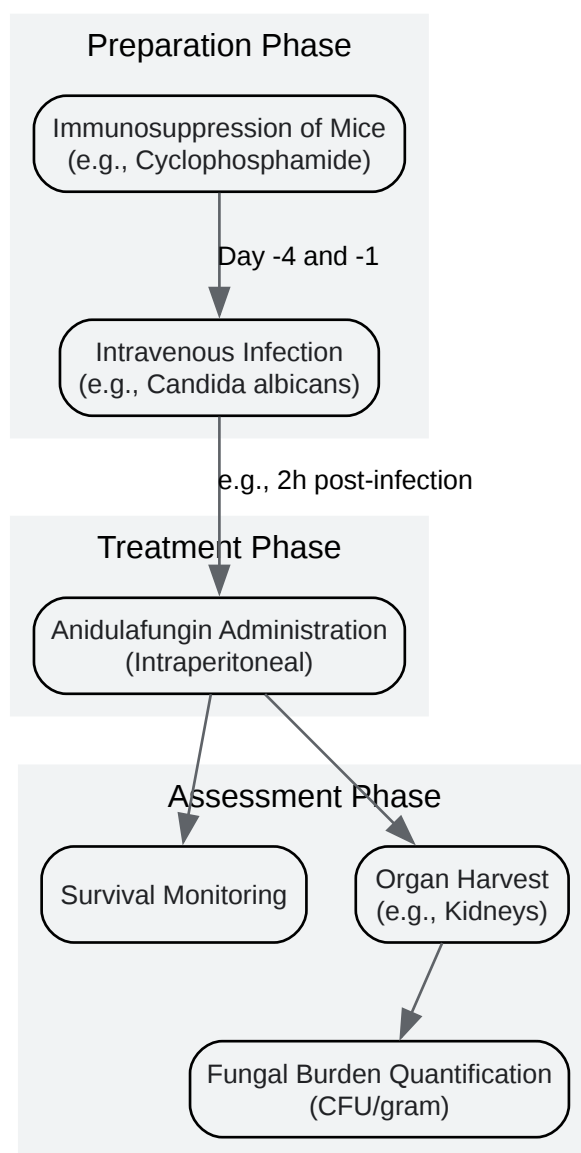 Preparation Phase
Immunosuppression of Mice
(e.g., Cyclophosphamide)
Day -4 and -1
Intravenous Infection
(e.g., Candida albicans)
e.g., 2h post-infection
Treatment Phase
Anidulafungin Administration
(Intraperitoneal)
Assessment Phase
Survival Monitoring
Organ Harvest
(e.g., Kidneys)
Fungal Burden Quantification
(CFU/gram)